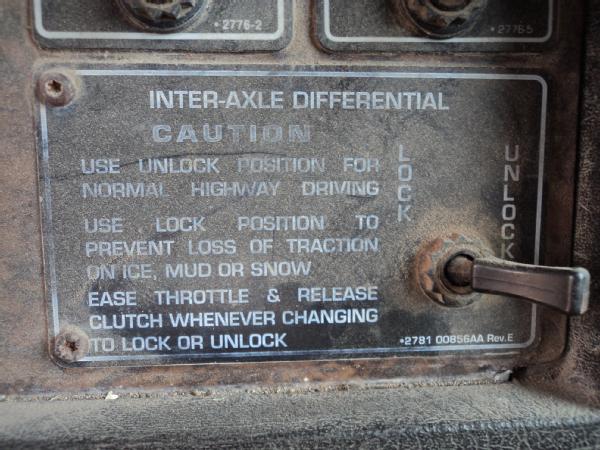 •2776-2
•2776-5
INTER-AXLE DIFFERENTIAL
CAUTION
USE UNLOCK POSITION FOR
NORMAL HIGHWAY DRIVING
USE LOCK POSITION TO
PREVENT LOSS OF TRACTION
ON ICE, MUD OR SNOW
EASE THROTTLE & RELEASE
CLUTCH WHENEVER CHANGING
TO LOCK OR UNLOCK
LOCK
UNLOCK
•2781 00856AA Rev.E